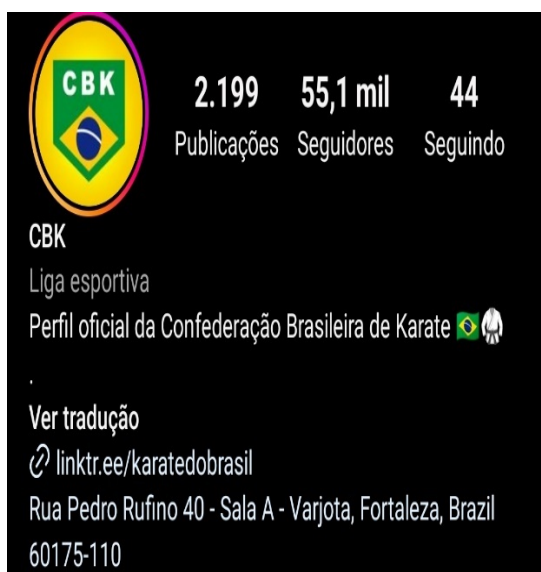 CBK
2.199 55,1 mil 44
Publicações Seguidores Seguindo
CBK
Liga esportiva
Perfil oficial da Confederação Brasileira de Karate 🇧🇷🥋
.
Ver tradução
linktr.ee/karatedobrasil
Rua Pedro Rufino 40 - Sala A - Varjota, Fortaleza, Brazil
60175-110